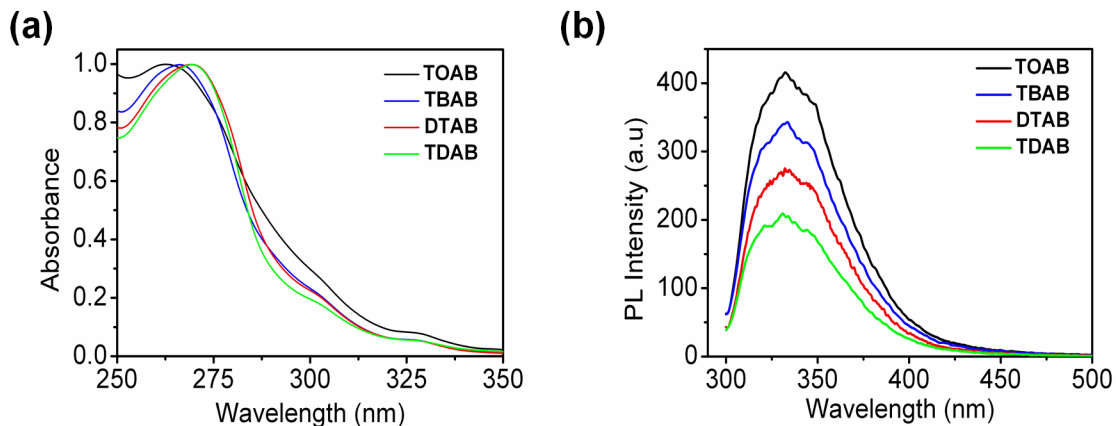 (a)
Absorbance
1.0
0.8
0.6
0.4
0.2
0.0
TOAB
TBAB
DTAB
TDAB
250 275 300 325 350
Wavelength (nm)
(b)
PL Intensity (a.u)
400
300
200
100
0
TOAB
TBAB
DTAB
TDAB
300 350 400 450 500
Wavelength (nm)